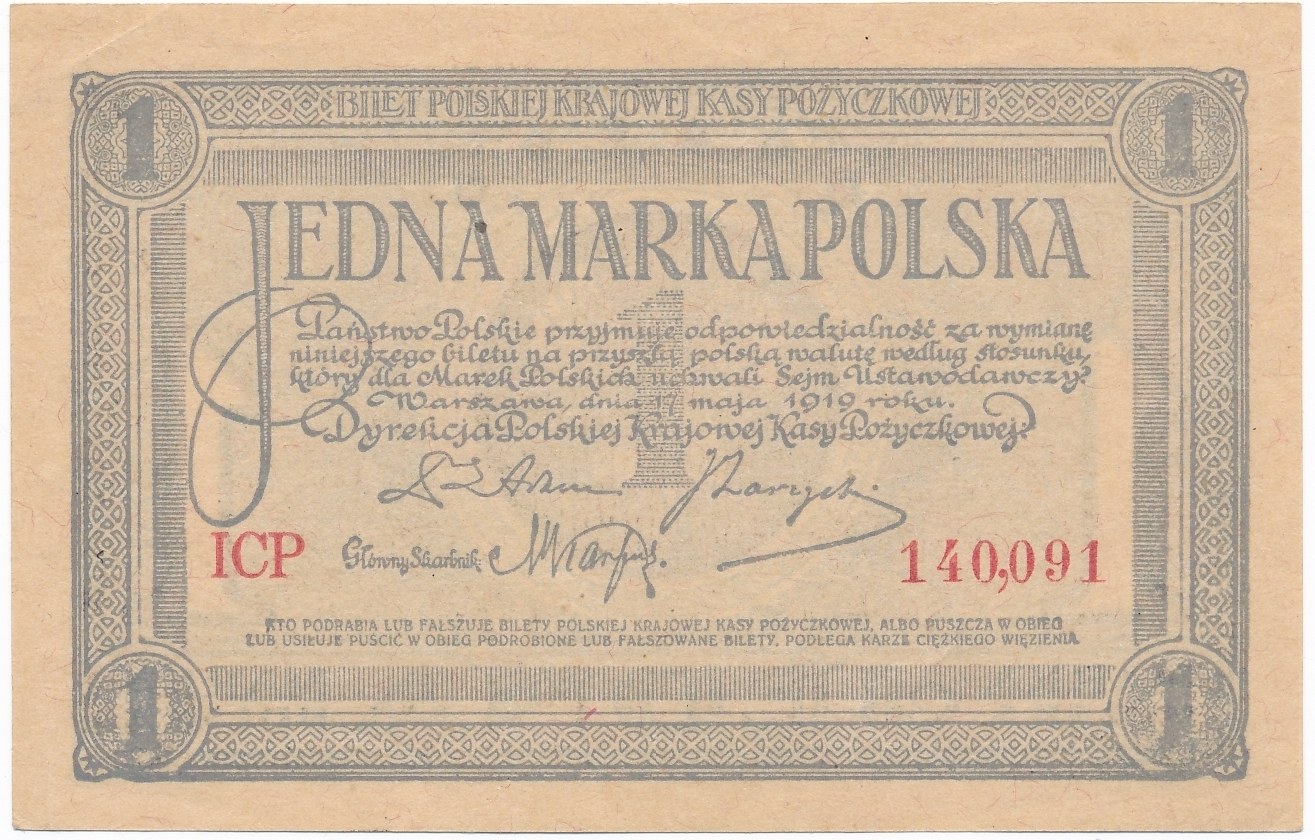 1 BILET POLSKIEJ KRAJOWEJ KASY POŻYCZKOWEJ 1
JEDNA MARKA POLSKA
1
Państwo Polskie przyjmuje odpowiedzialność za wymianę
niniejszego biletu na przyszłą polską walutę według stosunku,
który dla Marek Polskich uchwali Sejm Ustawodawczy.
Warszawa, dnia 17 maja 1919 roku.
Dyrekcja Polskiej Krajowej Kasy Pożyczkowej.
ICP Główny Skarbnik: 140,091
KTO PODRABIA LUB FAŁSZUJE BILETY POLSKIEJ KRAJOWEJ KASY POŻYCZKOWEJ, ALBO PUSZCZA W OBIEG
LUB USIŁUJE PUŚCIĆ W OBIEG PODROBIONE LUB FAŁSZOWANE BILETY, PODLEGA KARZE CIĘŻKIEGO WIĘZIENIA.
1 1